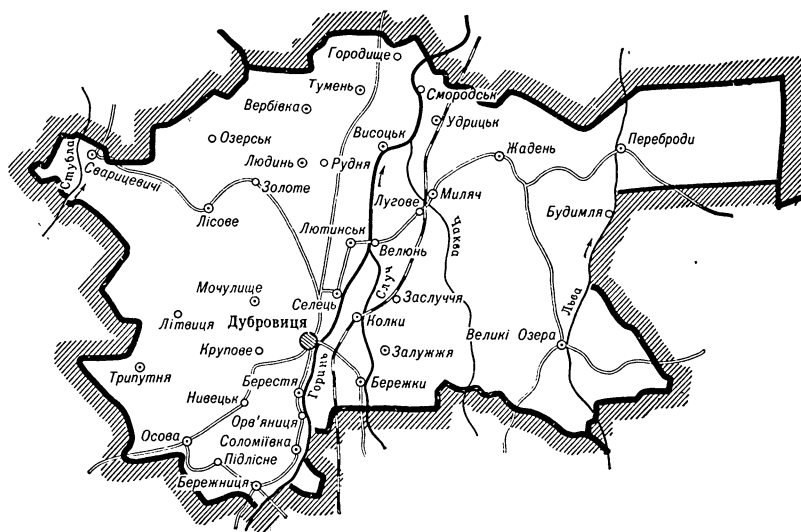 Городище
Тумень
Смородськ
Вербівка
Удрицьк
Озерськ
Висоцьк
Жадень
Переброди
Стубла
Сварицевичі
Людинь
Рудня
Золоте
Миляч
Лугове
Лісове
Будимля
Лютинськ
Чаква
Велюнь
Случ
Мочулище
Селець
Заслуччя
Льва
Літвиця
Дубровиця
Колки
Великі Озера
Крупове
Залужжя
Трипутня
Горинь
Берестя
Бережки
Нивецьк
Орв'яниця
Осова
Соломіївка
Підлісне
Бережниця